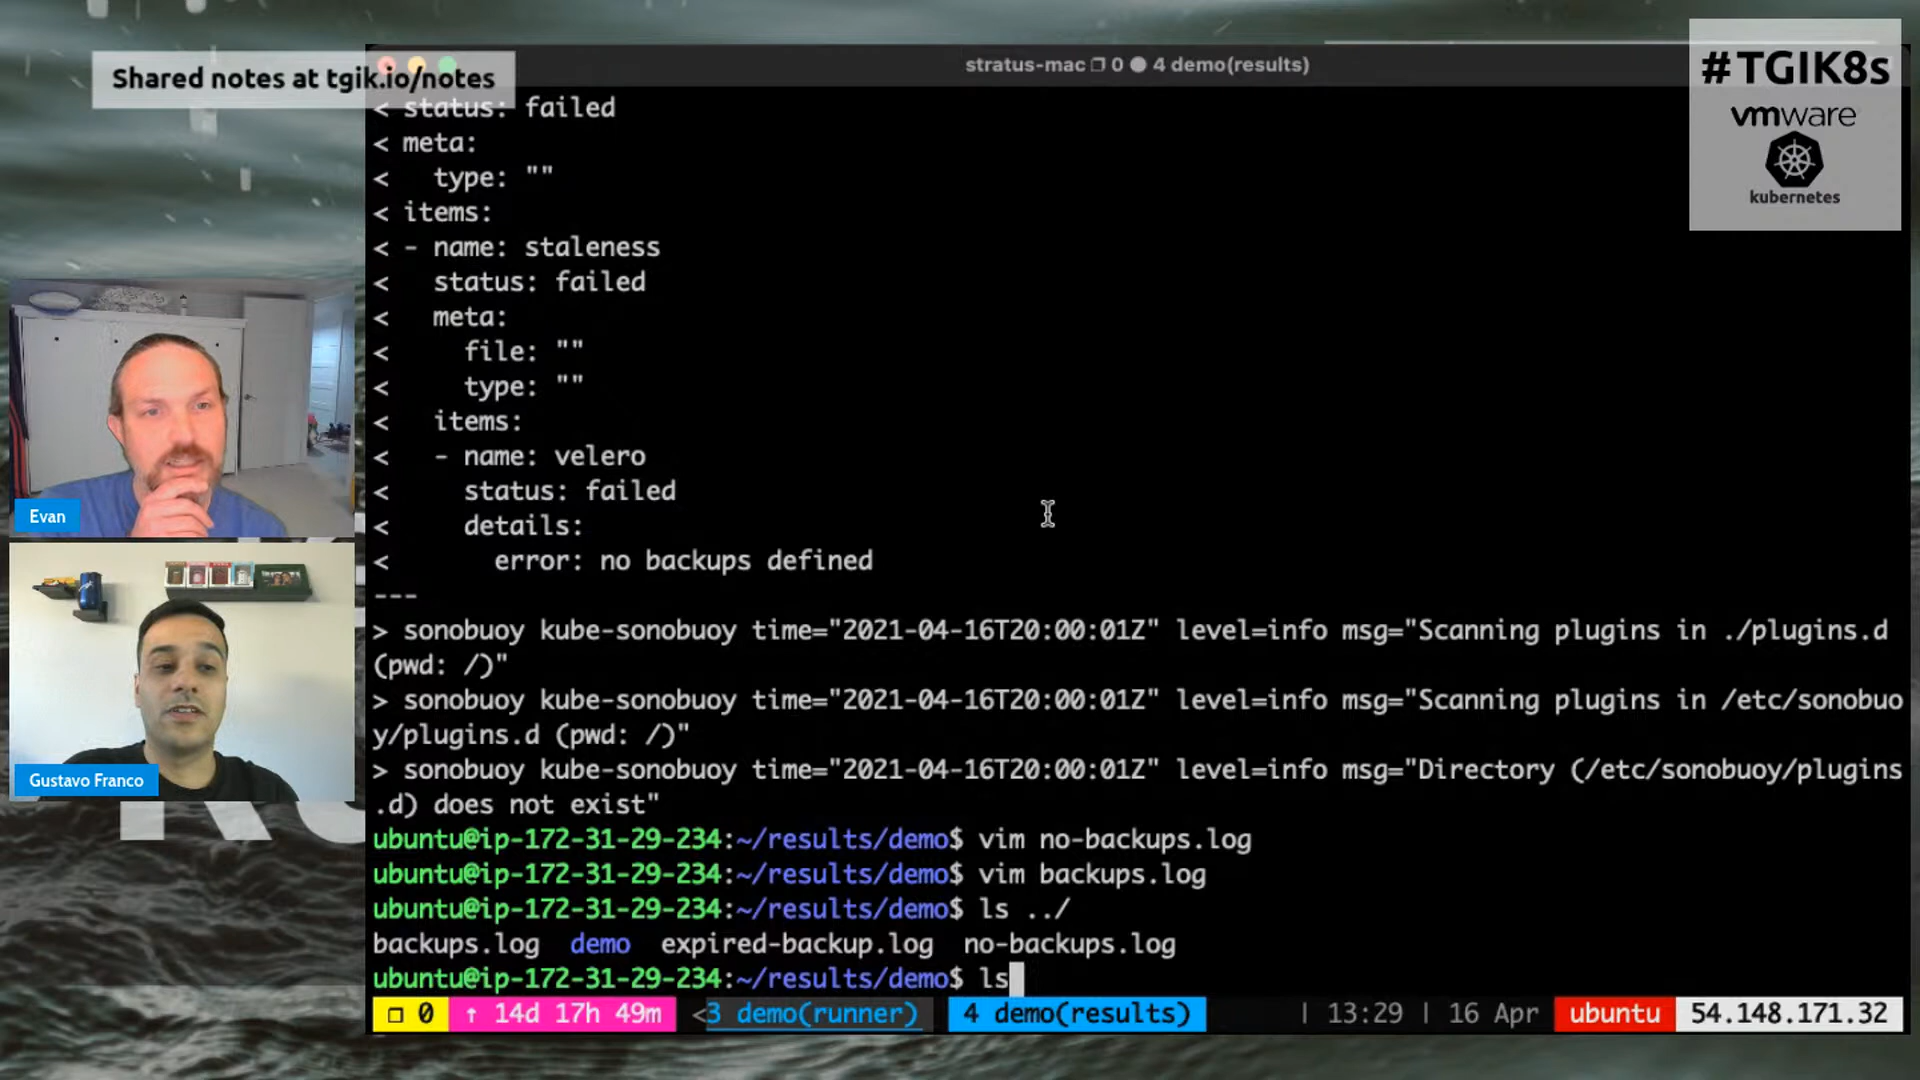 Shared notes at tgik.io/notes
stratus-mac ❐ 0 ● 4 demo(results)
#TGIK8s
vmware
kubernetes
< status: failed
< meta:
<   type: ""
< items:
< - name: staleness
<   status: failed
<   meta:
<     file: ""
<     type: ""
<   items:
<   - name: velero
<     status: failed
<     details:
<       error: no backups defined
---
> sonobuoy kube-sonobuoy time="2021-04-16T20:00:01Z" level=info msg="Scanning plugins in ./plugins.d
(pwd: /)"
> sonobuoy kube-sonobuoy time="2021-04-16T20:00:01Z" level=info msg="Scanning plugins in /etc/sonobuo
y/plugins.d (pwd: /)"
> sonobuoy kube-sonobuoy time="2021-04-16T20:00:01Z" level=info msg="Directory (/etc/sonobuoy/plugins
.d) does not exist"
ubuntu@ip-172-31-29-234:~/results/demo$ vim no-backups.log
ubuntu@ip-172-31-29-234:~/results/demo$ vim backups.log
ubuntu@ip-172-31-29-234:~/results/demo$ ls ../
backups.log  demo  expired-backup.log  no-backups.log
ubuntu@ip-172-31-29-234:~/results/demo$ ls
❐ 0  ↑ 14d 17h 49m  <3 demo(runner)  4 demo(results)  | 13:29 | 16 Apr  ubuntu  54.148.171.32
Evan
Gustavo Franco